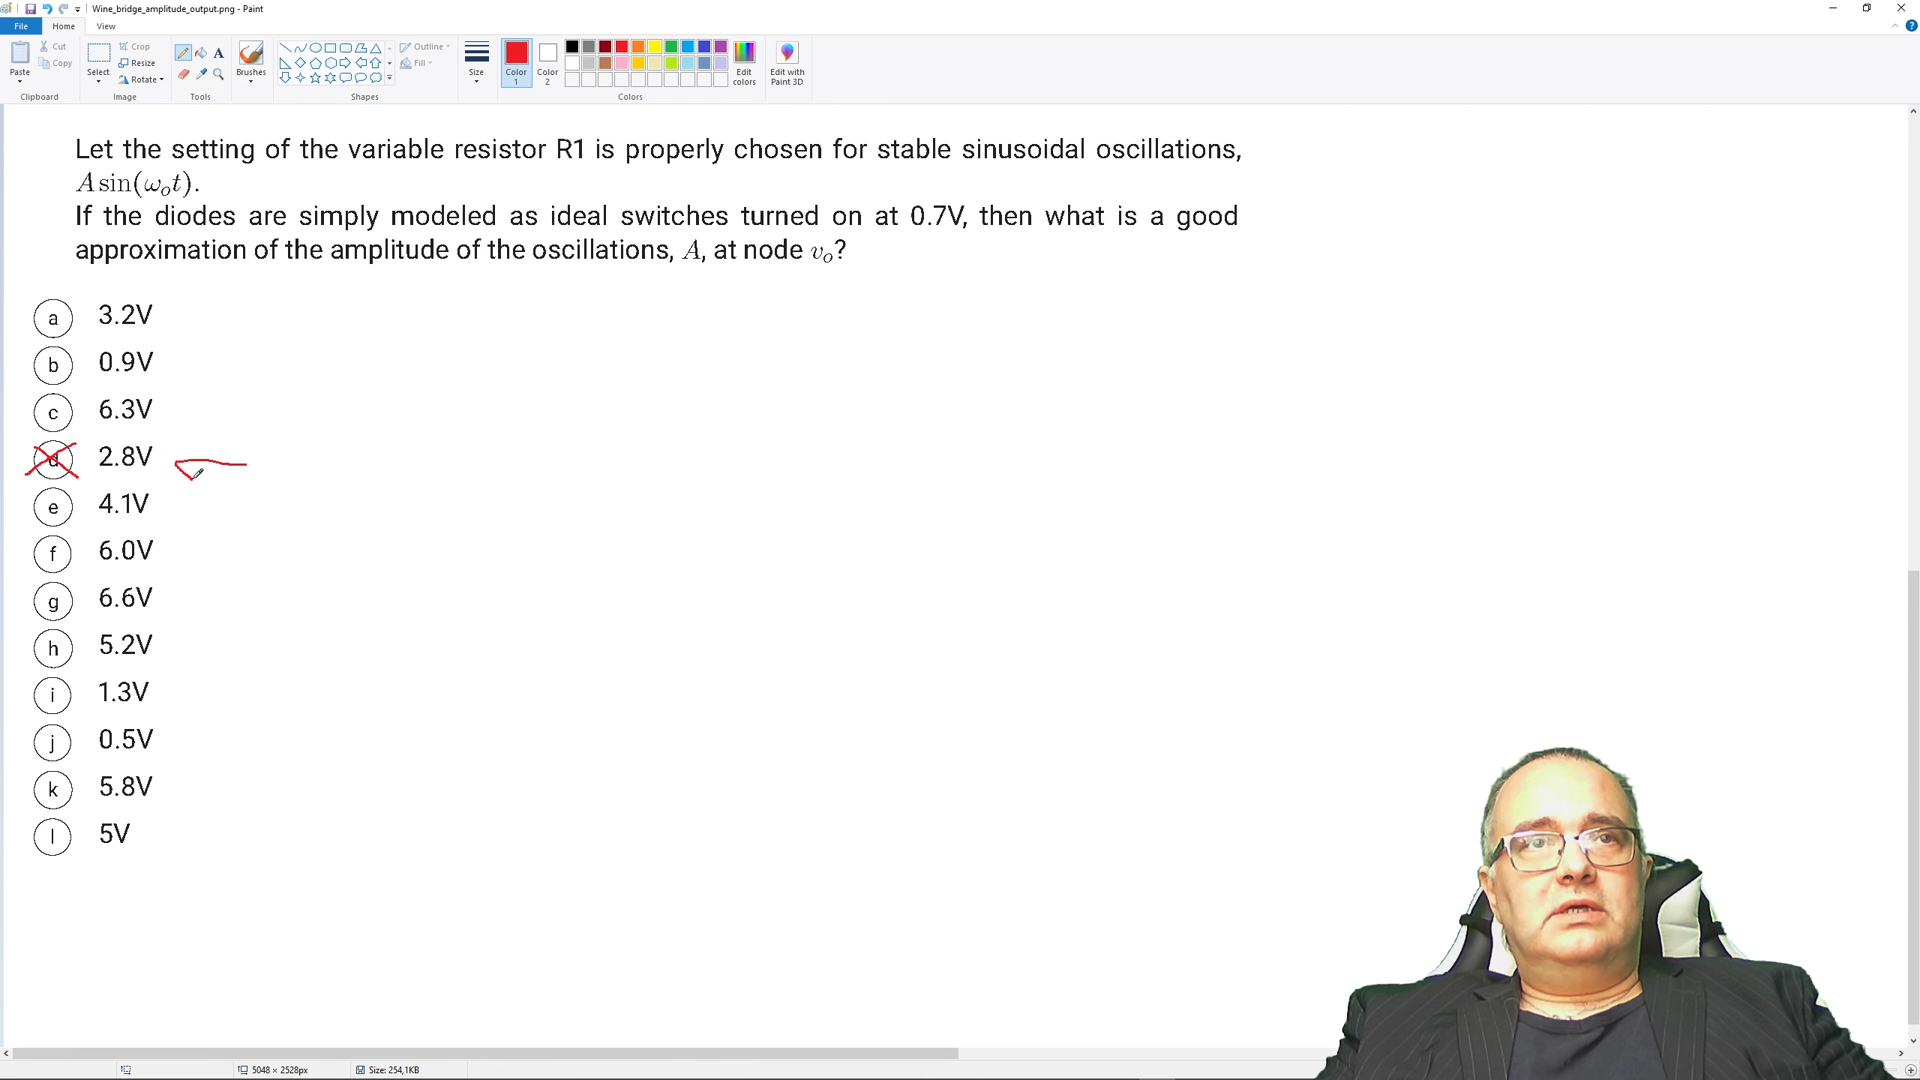 Wine_bridge_amplitude_output.png - Paint
File Home View
Paste
Cut
Copy
Clipboard
Select
Crop
Resize
Rotate
Image
A
Tools
Brushes
Outline
Fill
Shapes
Size
Color 1
Color 2
Colors
Edit colors
Edit with Paint 3D
Let the setting of the variable resistor R1 is properly chosen for stable sinusoidal oscillations,
A sin(ωₒt).
If the diodes are simply modeled as ideal switches turned on at 0.7V, then what is a good
approximation of the amplitude of the oscillations, A, at node vₒ?
a 3.2V
b 0.9V
c 6.3V
d 2.8V
e 4.1V
f 6.0V
g 6.6V
h 5.2V
i 1.3V
j 0.5V
k 5.8V
l 5V
5048 × 2528px
Size: 254,1KB